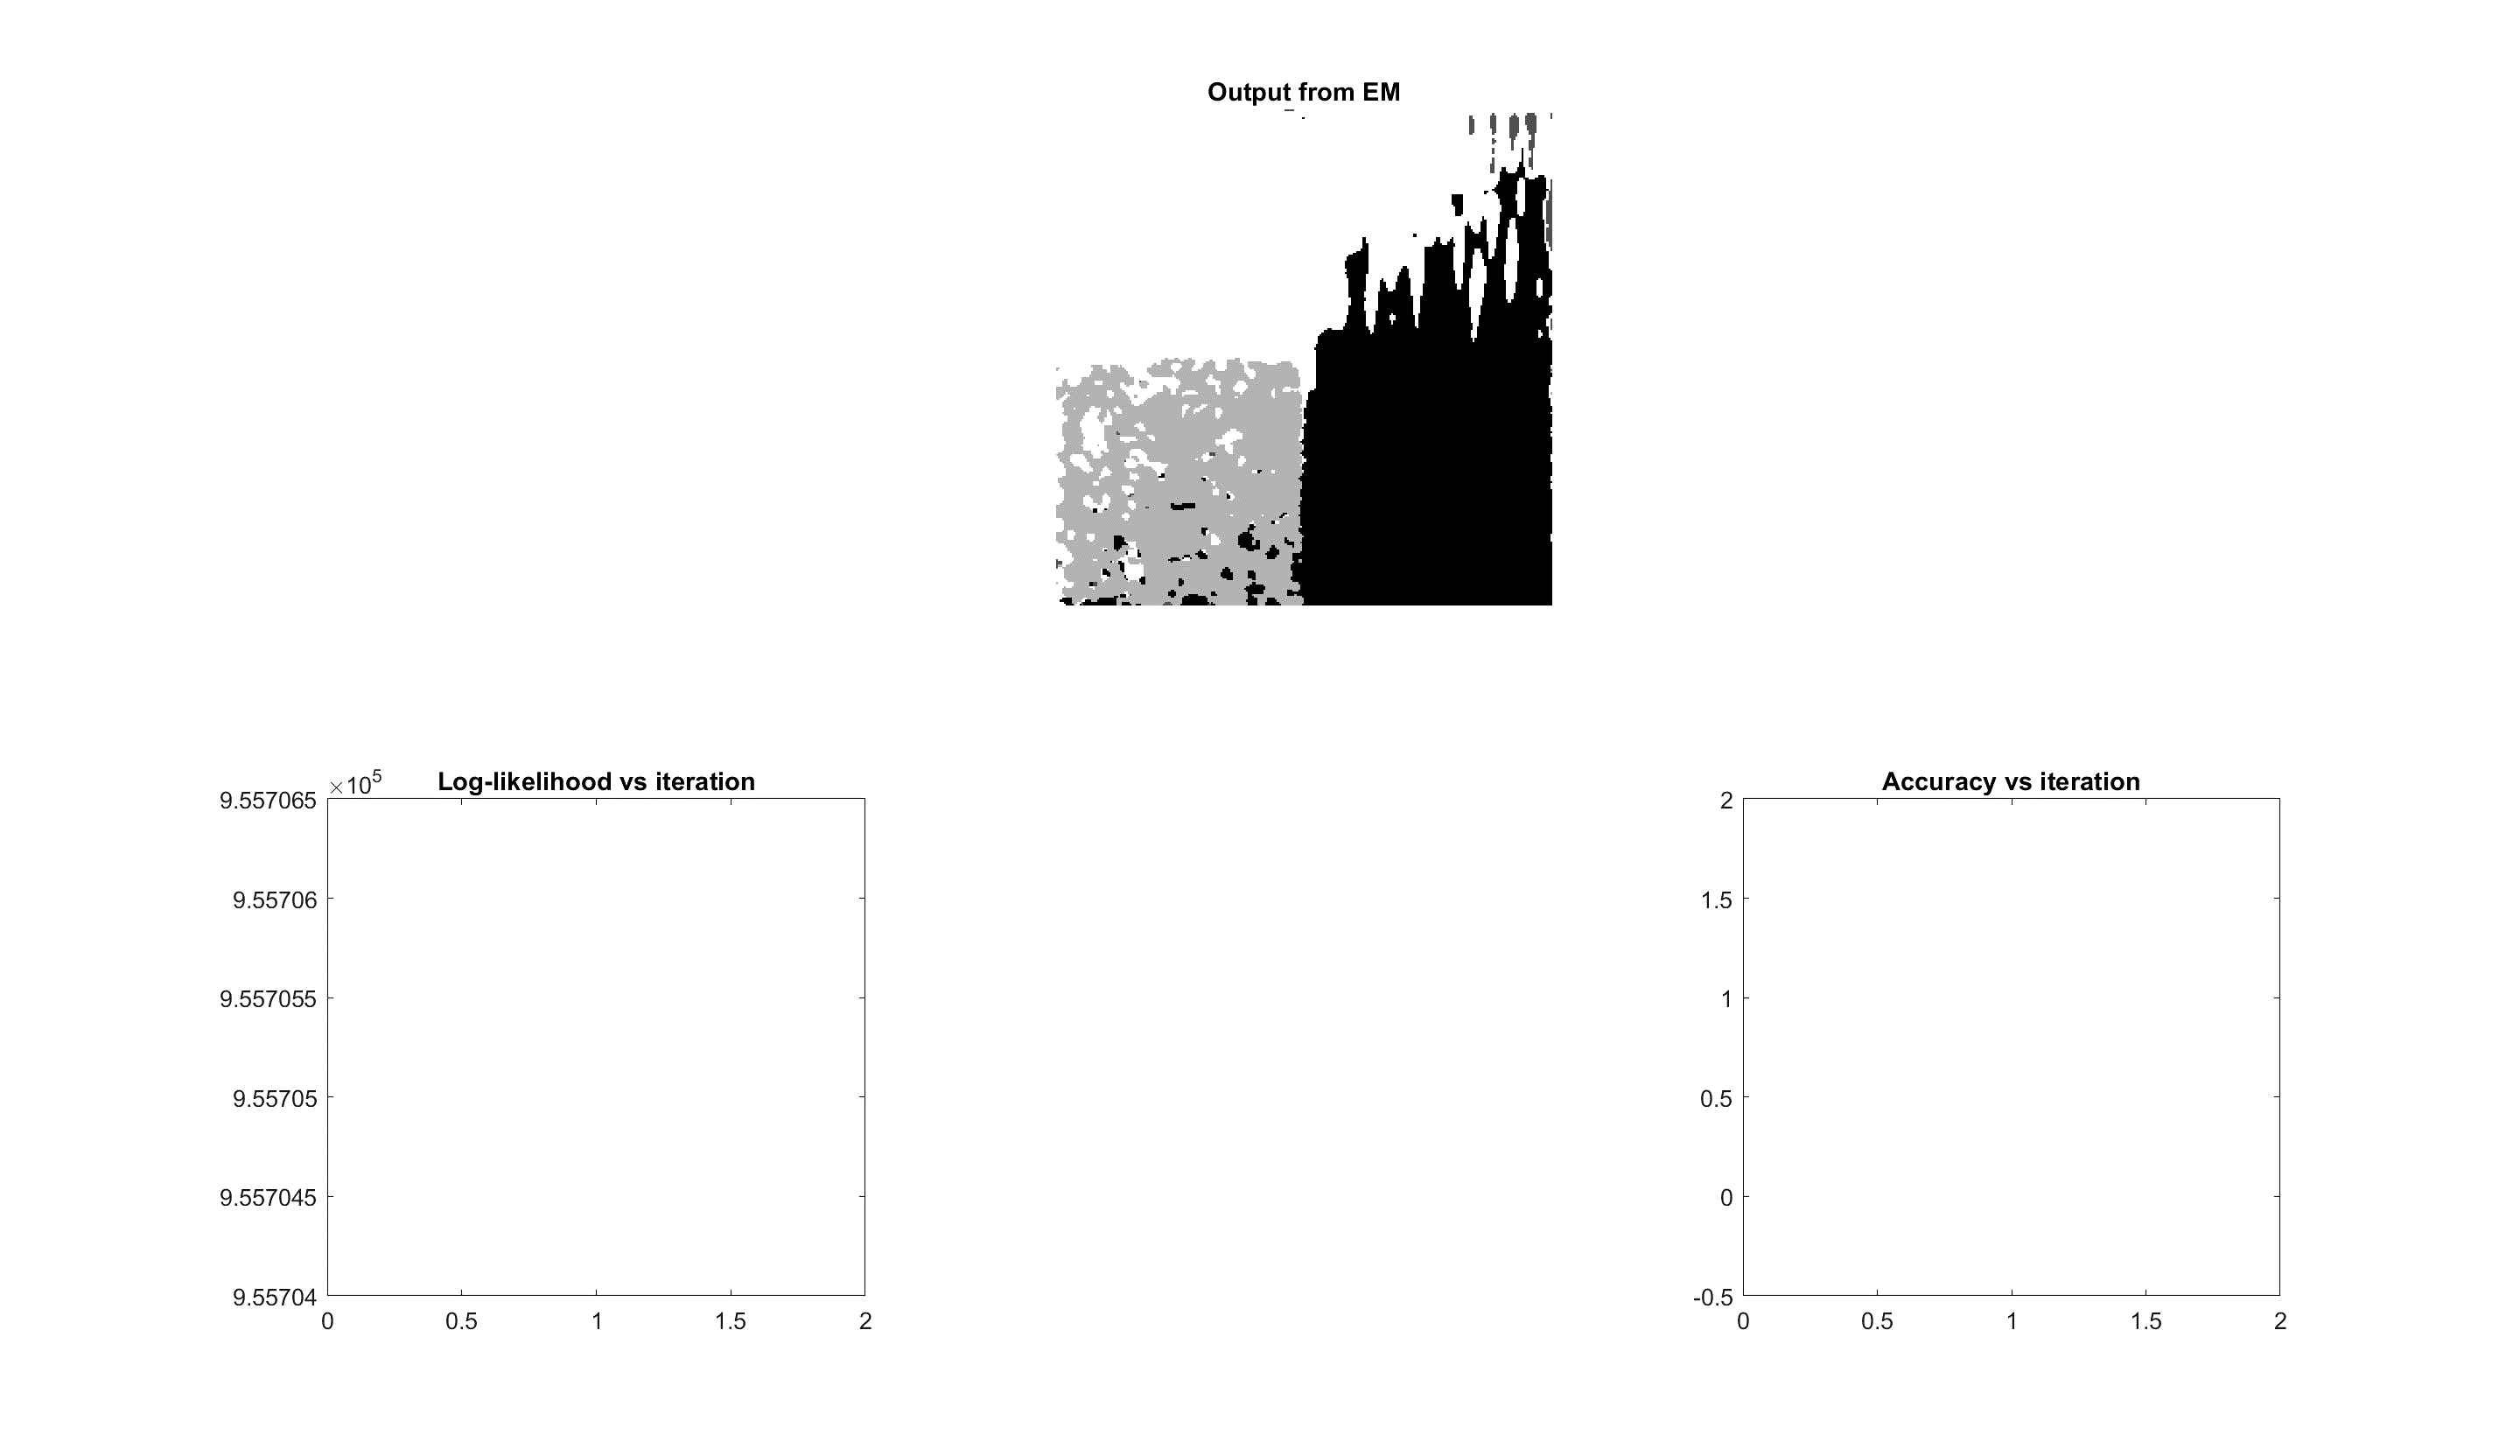 Output from EM
×10^5
Log-likelihood vs iteration
9.557065
9.55706
9.557055
9.55705
9.557045
9.55704
0 0.5 1 1.5 2
Accuracy vs iteration
2
1.5
1
0.5
0
-0.5
0 0.5 1 1.5 2